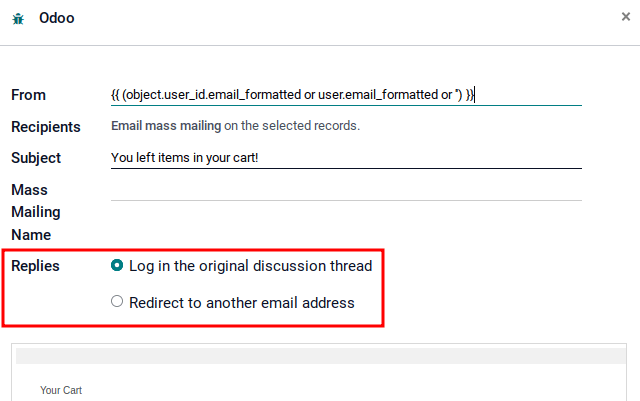 Odoo ×
From {{ (object.user_id.email_formatted or user.email_formatted or '') }}
Recipients Email mass mailing on the selected records.
Subject You left items in your cart!
Mass
Mailing
Name
Replies Log in the original discussion thread
Redirect to another email address
Your Cart